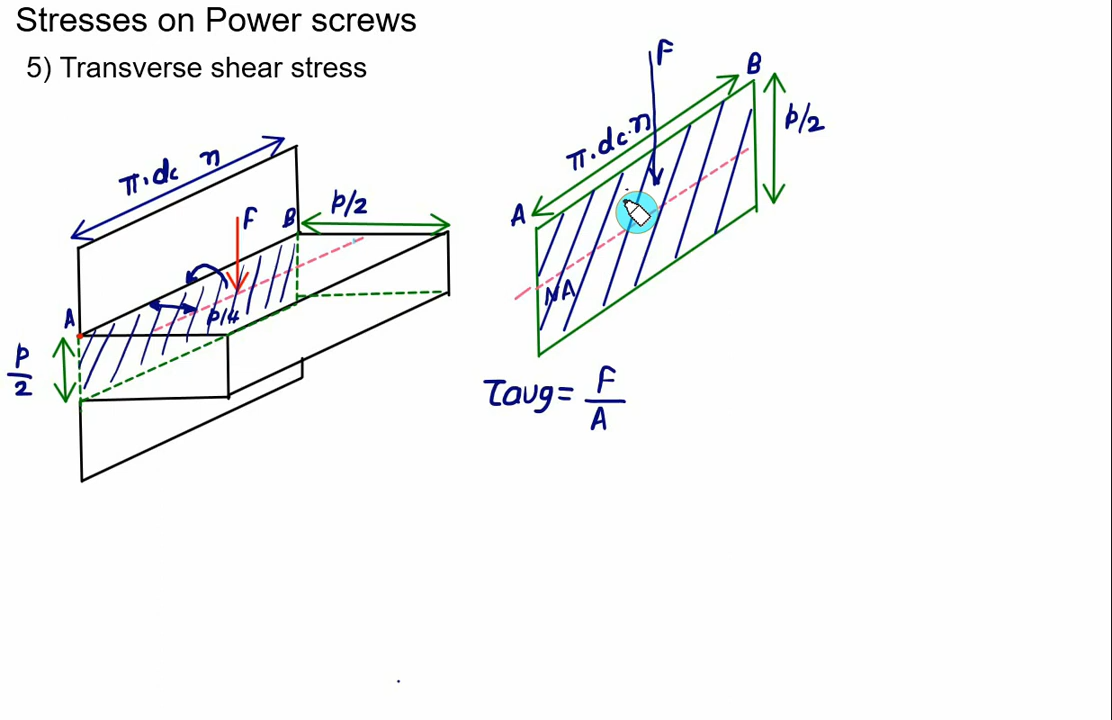 Stresses on Power screws
5) Transverse shear stress
π.dc n
F
B
p/2
A
p/4
p
2
F
B
π.dc.n
p/2
A
NA
τavg = F
A